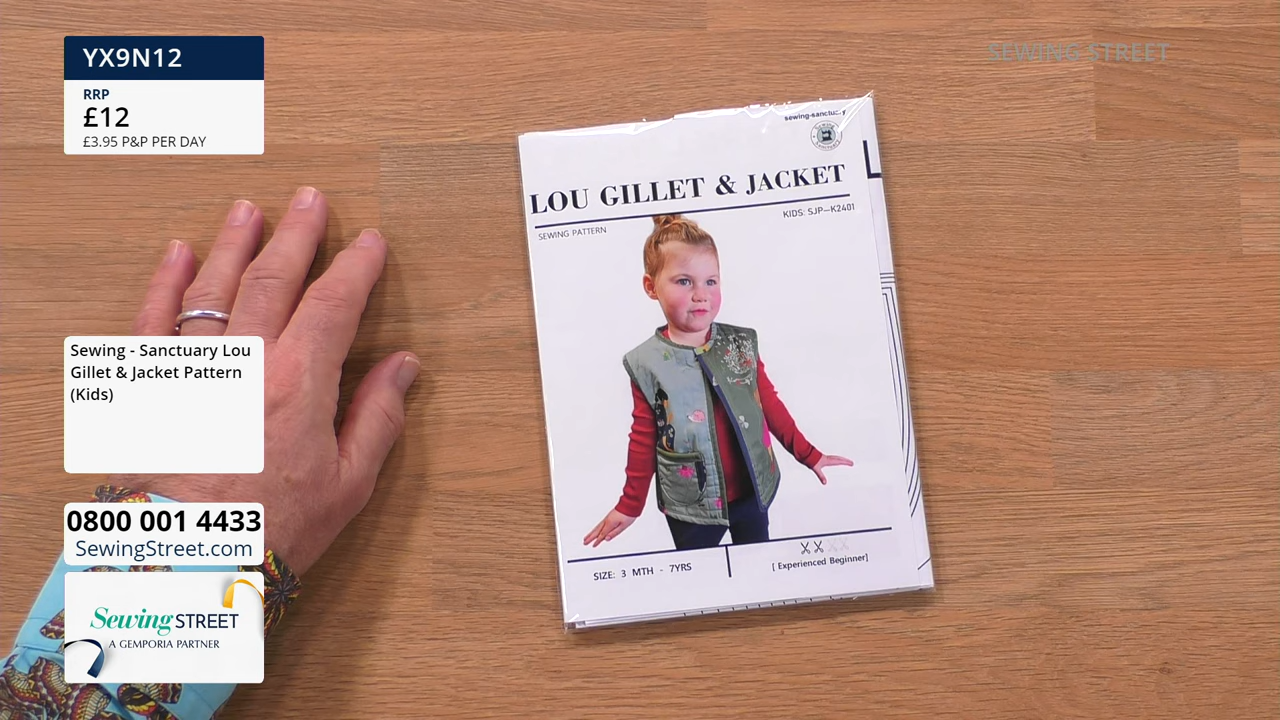 YX9N12
RRP
£12
£3.95 P&P PER DAY
SEWING STREET
sewing-sanctuary
LOU GILLET & JACKET
KIDS: SJP-K2401
SEWING PATTERN
Sewing - Sanctuary Lou
Gillet & Jacket Pattern
(Kids)
0800 001 4433
SewingStreet.com
Sewing STREET
A GEMPORIA PARTNER
SIZE: 3 MTH - 7YRS
[ Experienced Beginner]